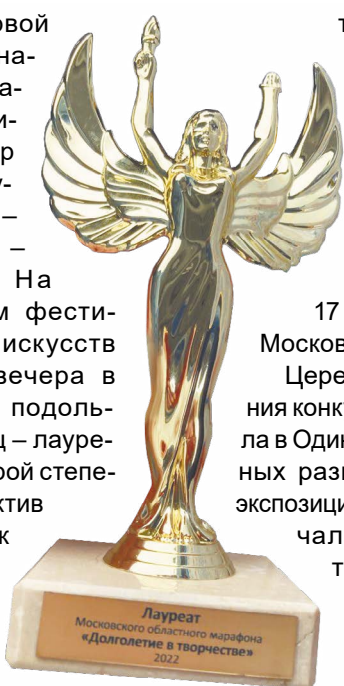 овой
на-
а-
и-
р
у-
–
–
На
м фести-
искусств
вечера в
подоль-
ц – лауре-
рой степе-
ктив
ж
т
17
Москов
Цере
ния конку
ла в Один
ных разн
экспозици
чал
т
Лауреат
Московского областного марафона
«Долголетие в творчестве»
2022